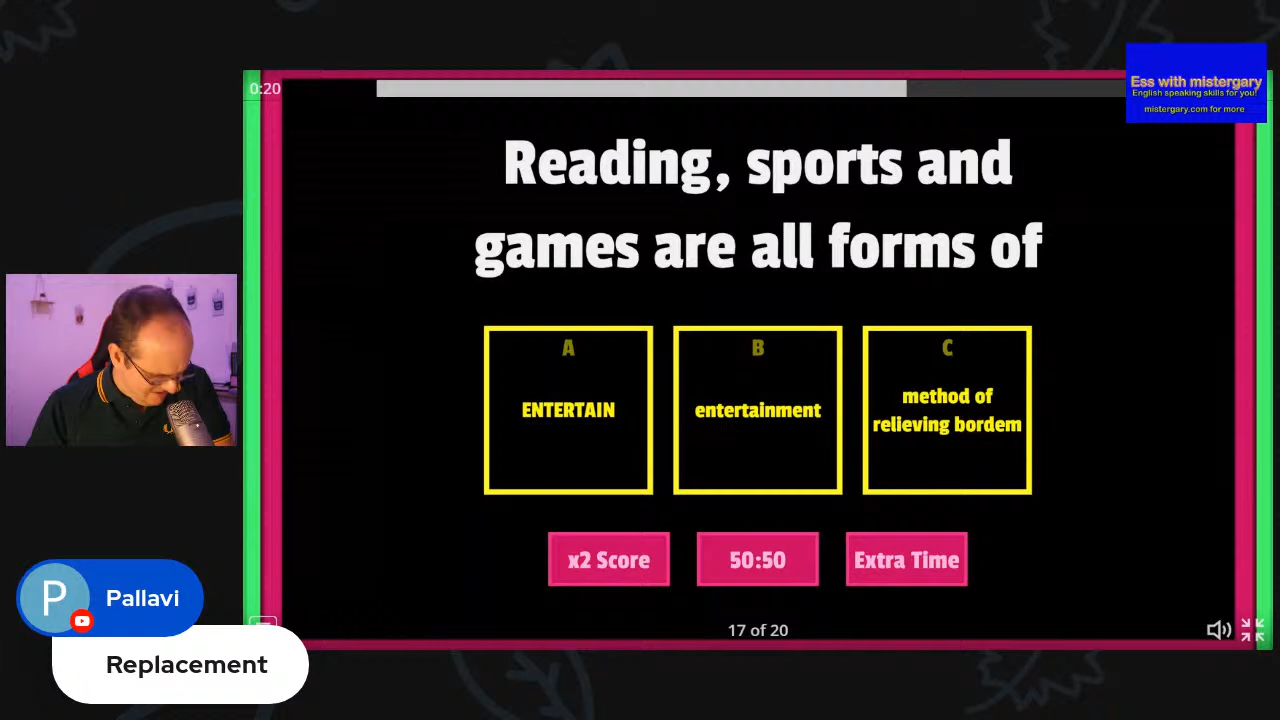 0:20
Ess with mistergary
English speaking skills for you!
mistergary.com for more
Reading, sports and
games are all forms of
A
ENTERTAIN
B
entertainment
C
method of
relieving bordem
x2 Score
50:50
Extra Time
17 of 20
P
Pallavi
Replacement